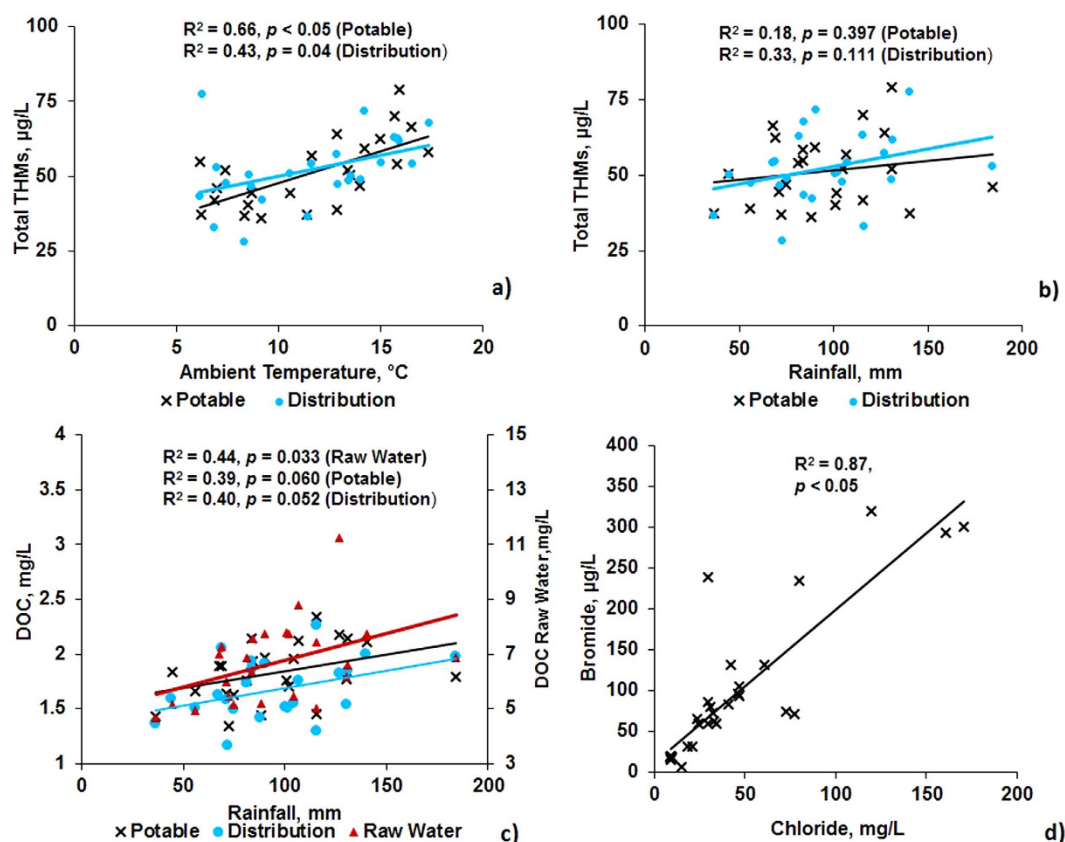 R² = 0.66, p < 0.05 (Potable)
R² = 0.43, p = 0.04 (Distribution)
100
75
50
25
0
Total THMs, µg/L
0 5 10 15 20
Ambient Temperature, °C
× Potable ● Distribution
a)
R² = 0.18, p = 0.397 (Potable)
R² = 0.33, p = 0.111 (Distribution)
100
75
50
25
0
Total THMs, µg/L
0 50 100 150 200
Rainfall, mm
× Potable ● Distribution
b)
R² = 0.44, p = 0.033 (Raw Water)
R² = 0.39, p = 0.060 (Potable)
R² = 0.40, p = 0.052 (Distribution)
4
3.5
3
2.5
2
1.5
1
DOC, mg/L
15
13
11
9
7
5
3
DOC Raw Water,mg/L
0 50 100 150 200
Rainfall, mm
× Potable ● Distribution ▲ Raw Water
c)
R² = 0.87,
p < 0.05
400
350
300
250
200
150
100
50
0
Bromide, µg/L
0 50 100 150 200
Chloride, mg/L
d)